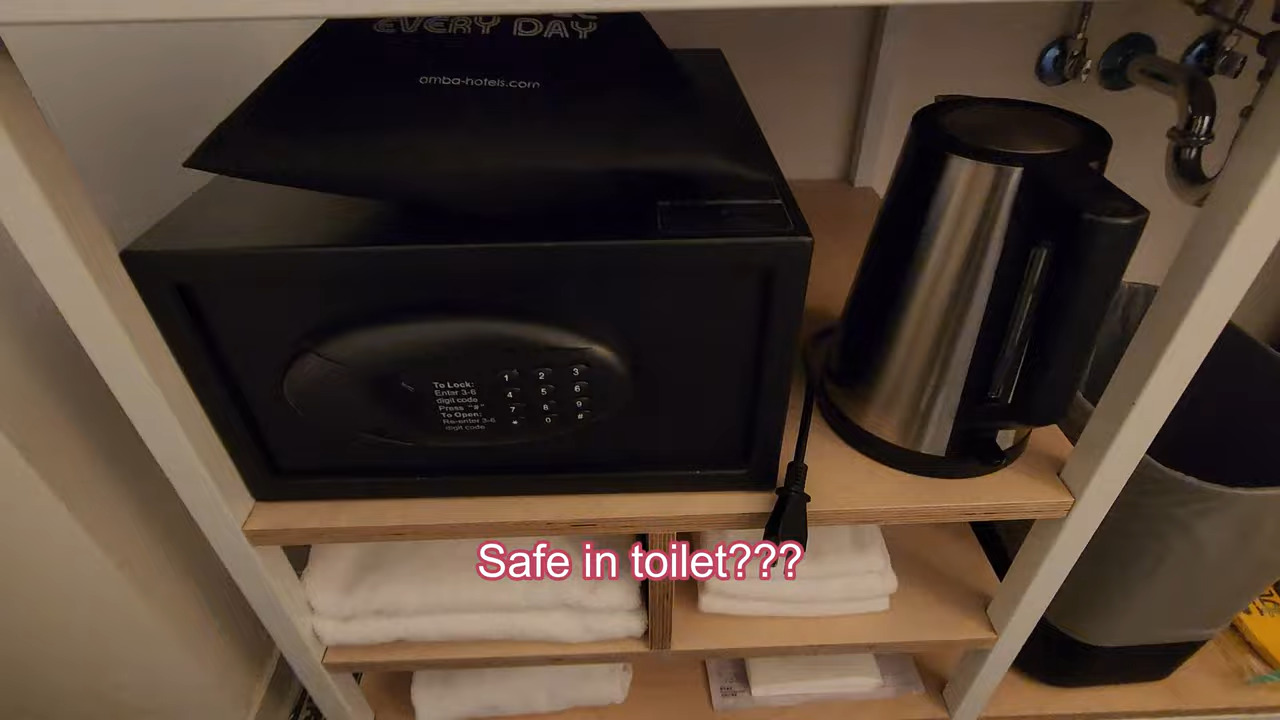 EVERY DAY
amba-hotels.com
To Lock:
Enter 3-6
digit code
Press "#"
To Open:
Re-enter 3-6
digit code
1 2 3
4 5 6
7 8 9
* 0 #
Safe in toilet???